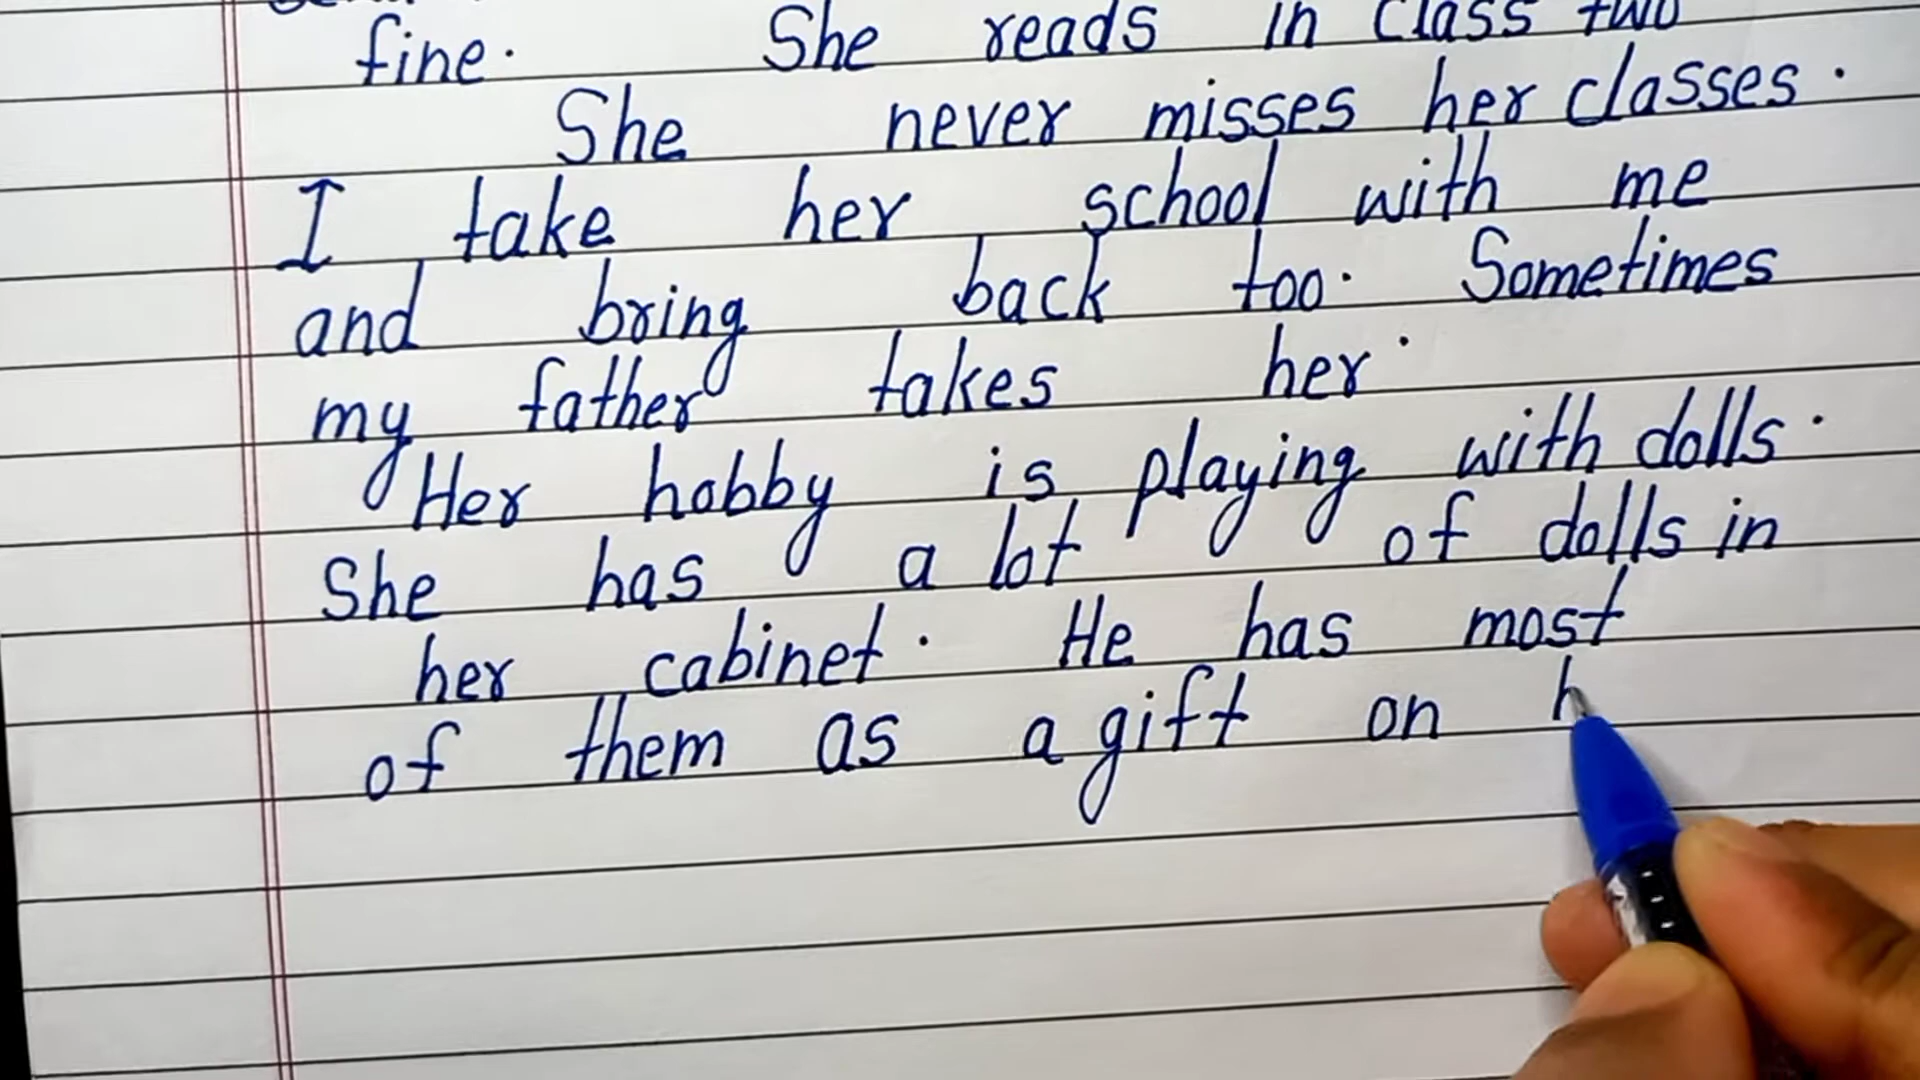 fine. She reads in class two
She never misses her classes.
I take her school with me
and bring back too. Sometimes
my father takes her.
Her hobby is playing with dolls.
She has a lot of dolls in
her cabinet. He has most
of them as a gift on h